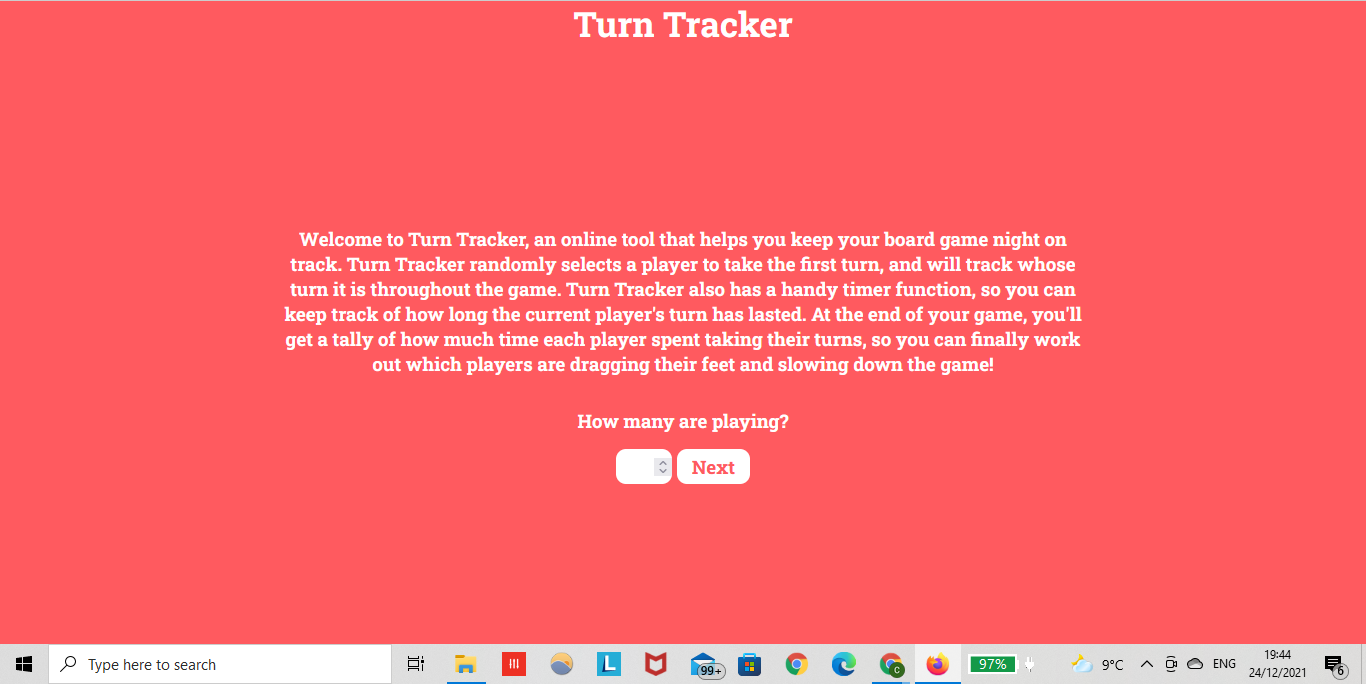 Turn Tracker
Welcome to Turn Tracker, an online tool that helps you keep your board game night on
track. Turn Tracker randomly selects a player to take the first turn, and will track whose
turn it is throughout the game. Turn Tracker also has a handy timer function, so you can
keep track of how long the current player's turn has lasted. At the end of your game, you'll
get a tally of how much time each player spent taking their turns, so you can finally work
out which players are dragging their feet and slowing down the game!
How many are playing?
Next
Type here to search
L
99+
C
97%
9°C
ENG
19:44
24/12/2021
6